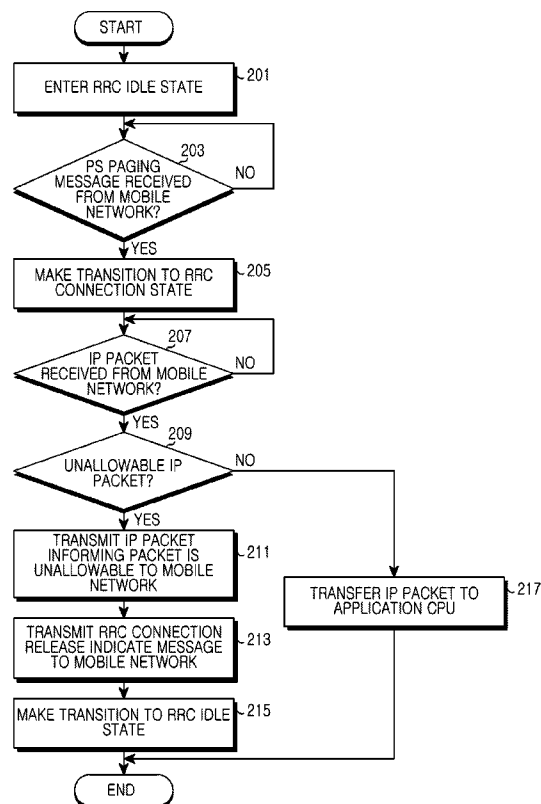 START
ENTER RRC IDLE STATE
201
203
PS PAGING
MESSAGE RECEIVED
FROM MOBILE
NETWORK?
NO
YES
MAKE TRANSITION TO RRC
CONNECTION STATE
205
207
IP PACKET
RECEIVED FROM MOBILE
NETWORK?
NO
YES
209
UNALLOWABLE IP
PACKET?
NO
YES
TRANSMIT IP PACKET
INFORMING PACKET IS
UNALLOWABLE TO MOBILE
NETWORK
211
TRANSFER IP PACKET TO
APPLICATION CPU
217
TRANSMIT RRC CONNECTION
RELEASE INDICATE MESSAGE
TO MOBILE NETWORK
213
MAKE TRANSITION TO RRC IDLE
STATE
215
END